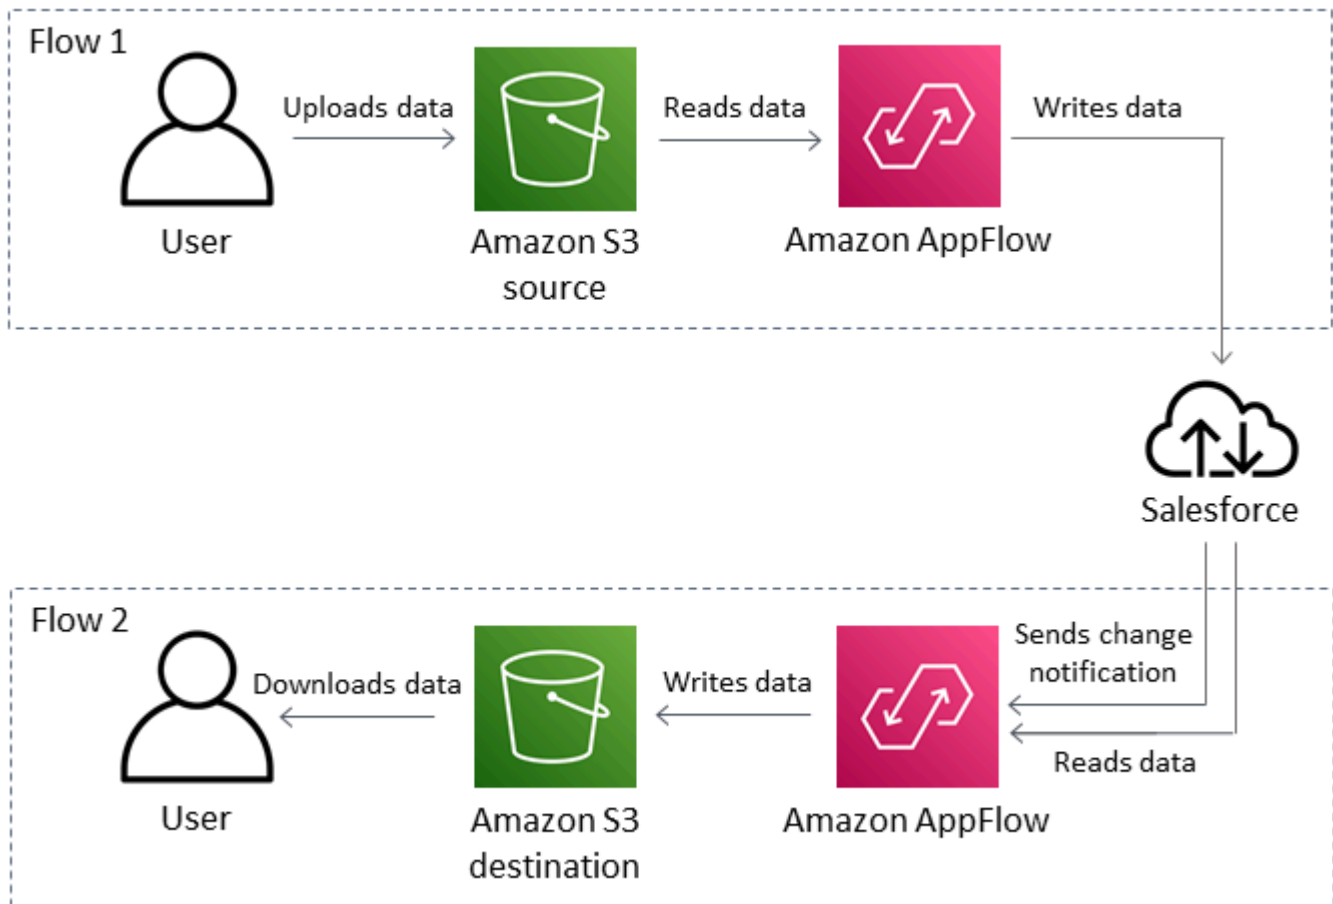 Flow 1
Uploads data
Reads data
Writes data
User
Amazon S3
source
Amazon AppFlow
Salesforce
Flow 2
Sends change
notification
Downloads data
Writes data
Reads data
User
Amazon S3
destination
Amazon AppFlow